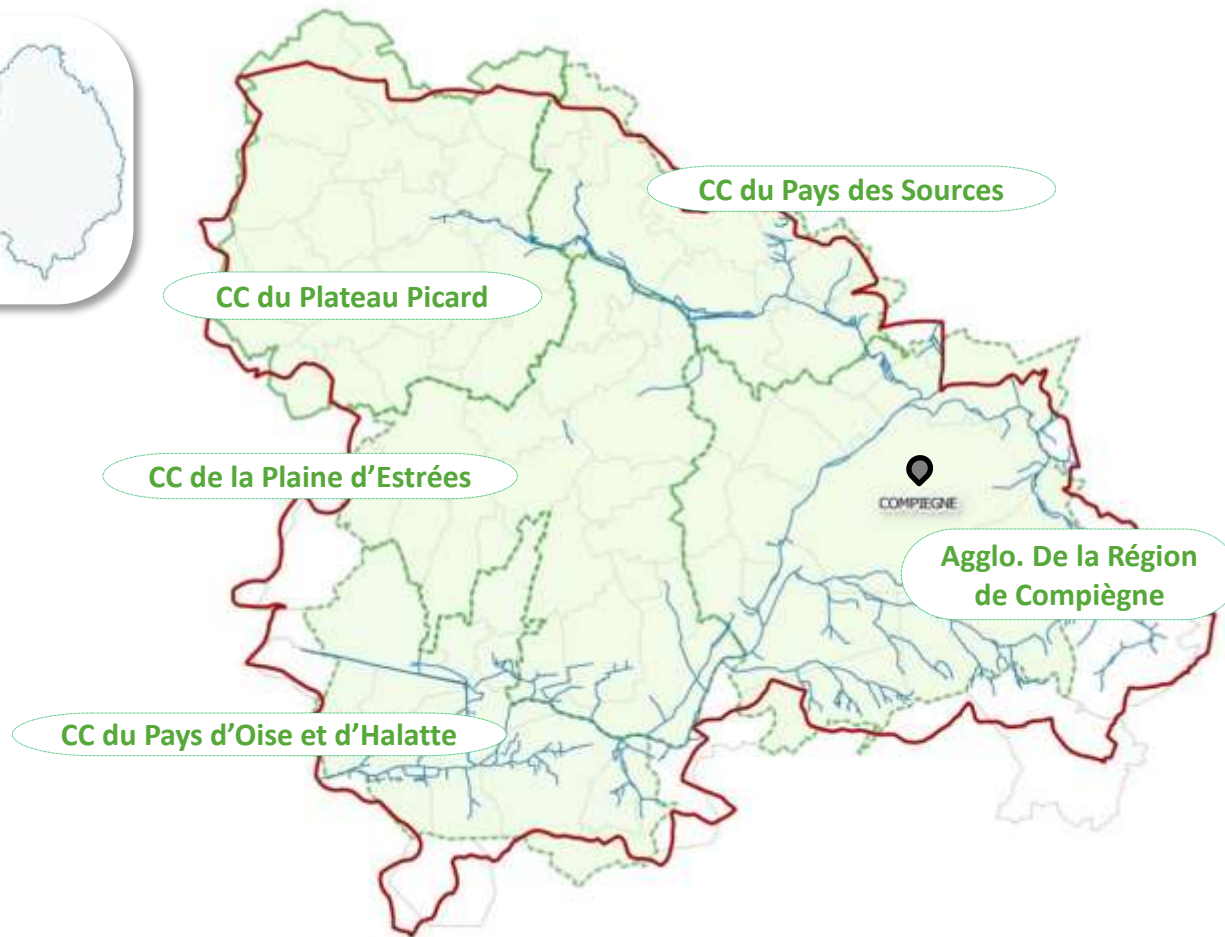 CC du Pays des Sources
CC du Plateau Picard
CC de la Plaine d’Estrées
COMPIEGNE
Agglo. De la Région
de Compiègne
CC du Pays d’Oise et d’Halatte